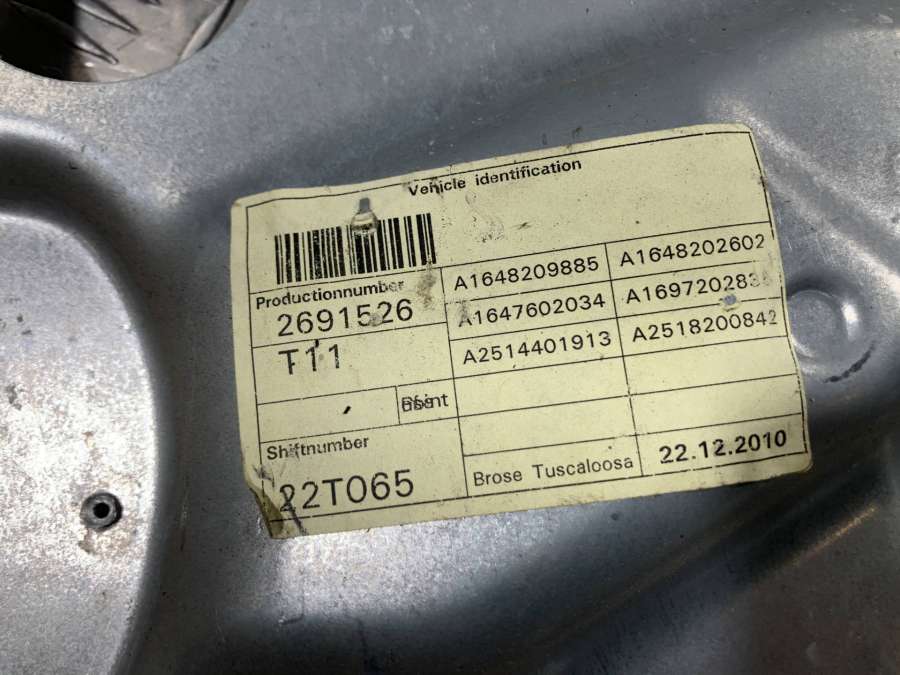 Vehicle identification
Productionnumber
2691526
T11
Shiftnumber
22T065
A1648209885 A1648202602
A1647602034
A2514401913 A2518200842
Brose Tuscaloosa 22.12.2010